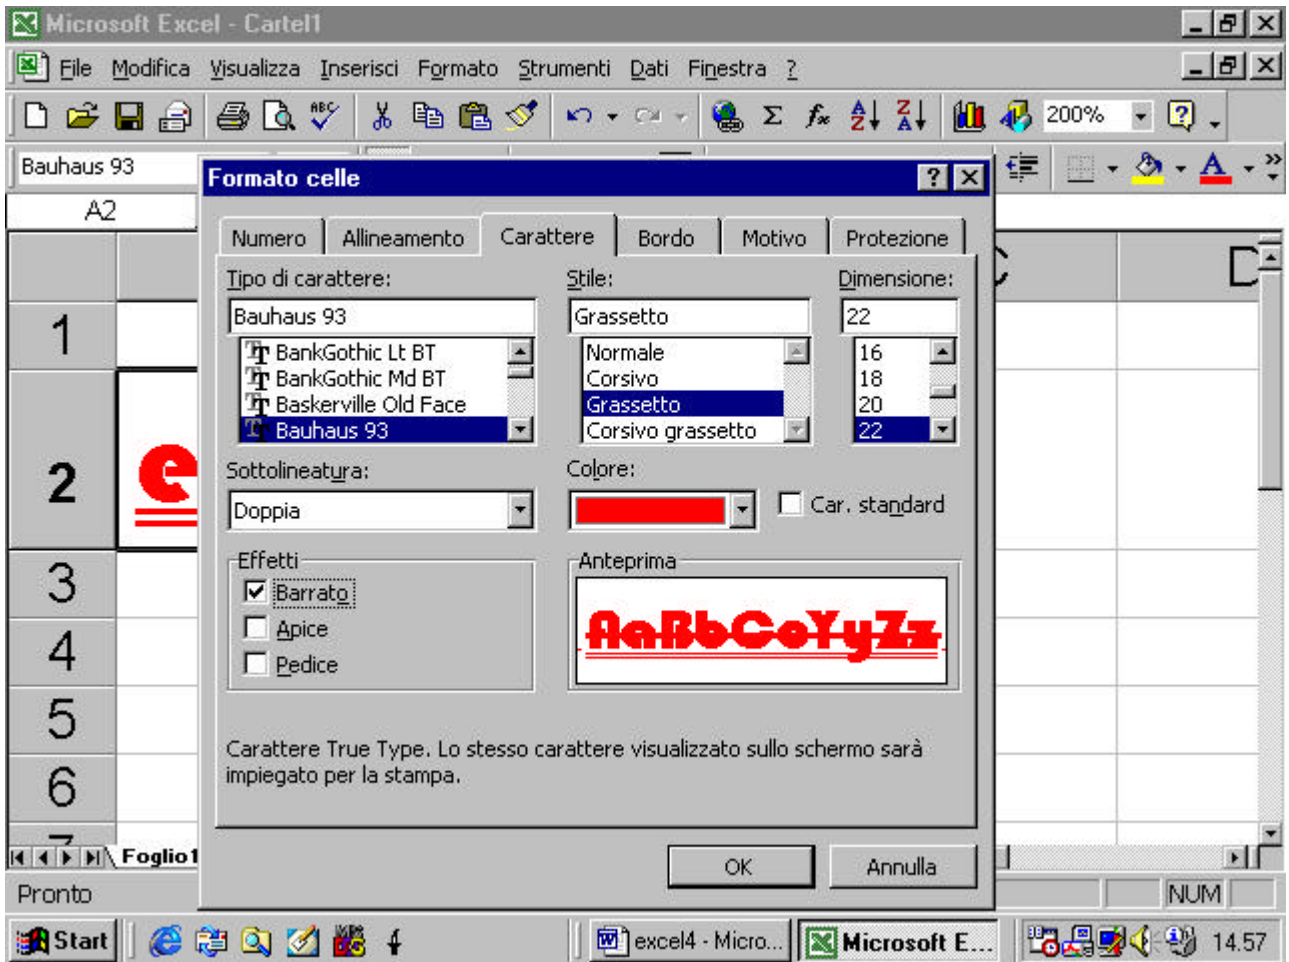 Microsoft Excel - Cartel1
File Modifica Visualizza Inserisci Formato Strumenti Dati Finestra ?
ABC Σ fx A Z Z A 200% ?
Bauhaus 93 A »
Formato celle ?
A2
Numero Allineamento Carattere Bordo Motivo Protezione
Tipo di carattere: Stile: Dimensione:
Bauhaus 93 Grassetto 22
BankGothic Lt BT Normale 16
BankGothic Md BT Corsivo 18
Baskerville Old Face Grassetto 20
Bauhaus 93 Corsivo grassetto 22
Sottolineatura: Colore:
Doppia Car. standard
Effetti Anteprima
Barrato
Apice
Pedice
AaBbCcYyZz
Carattere True Type. Lo stesso carattere visualizzato sullo schermo sarà
impiegato per la stampa.
OK Annulla
C D
1
2 e
3
4
5
6
7
Foglio1
Pronto NUM
Start excel4 - Micro... Microsoft E... 14.57